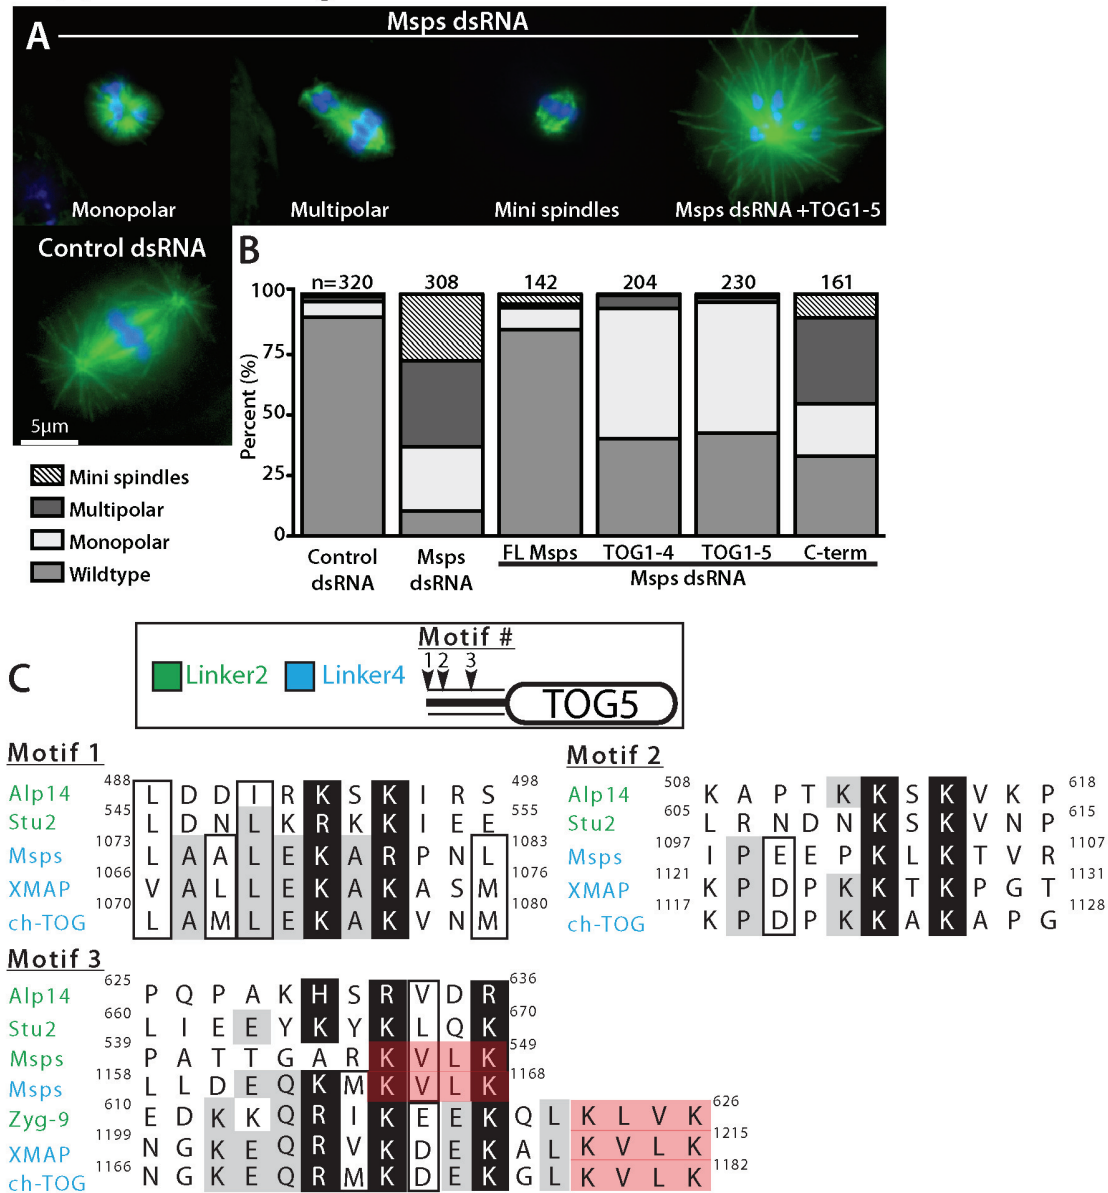 A
Msps dsRNA
Monopolar
Multipolar
Mini spindles
Msps dsRNA +TOG1-5
Control dsRNA
5µm
B
n=320 308 142 204 230 161
Percent (%)
100
75
50
25
0
Mini spindles
Multipolar
Monopolar
Wildtype
Control dsRNA
Msps dsRNA
FL Msps TOG1-4 TOG1-5 C-term
Msps dsRNA
C
Motif #
1 2 3
Linker2 Linker4
TOG5
Motif 1
Alp14 488 L D D I R K S K I R S 498
Stu2 545 L D N L K R K K I E E 555
Msps 1073 L A A L E K A R P N L 1083
XMAP 1066 V A L L E K A K A S M 1076
ch-TOG 1070 L A M L E K A K V N M 1080
Motif 2
Alp14 508 K A P T K K S K V K P 618
Stu2 605 L R N D N K S K V N P 615
Msps 1097 I P E E P K L K T V R 1107
XMAP 1121 K P D P K K T K P G T 1131
ch-TOG 1117 K P D P K K A K A P G 1128
Motif 3
Alp14 625 P Q P A K H S R V D R 636
Stu2 660 L I E E Y K Y K L Q K 670
Msps 539 P A T T G A R K V L K 549
Msps 1158 L L D E Q K M K V L K 1168
Zyg-9 610 E D K K Q R I K E E K Q L K L V K 626
XMAP 1199 N G K E Q R V K D E K A L K V L K 1215
ch-TOG 1166 N G K E Q R M K D E K G L K V L K 1182